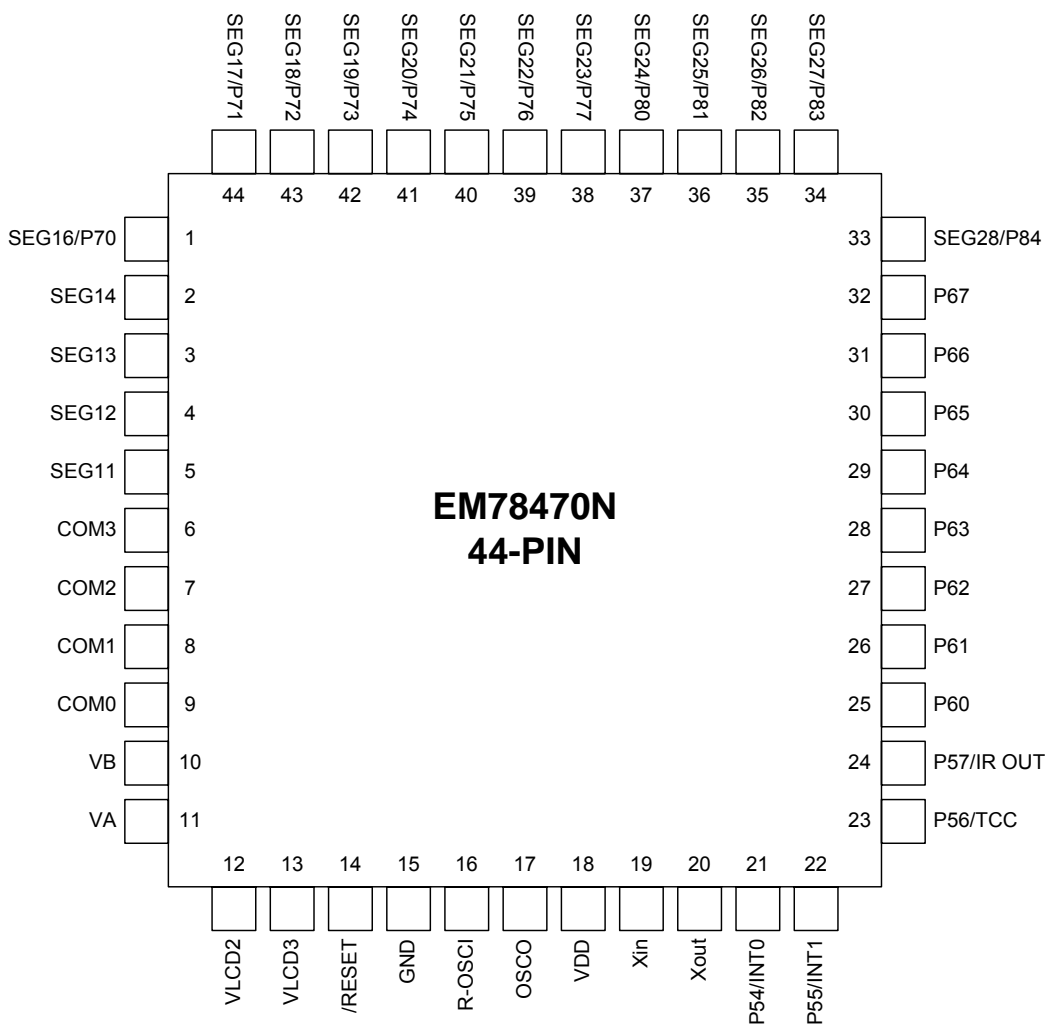 SEG17/P71
SEG18/P72
SEG19/P73
SEG20/P74
SEG21/P75
SEG22/P76
SEG23/P77
SEG24/P80
SEG25/P81
SEG26/P82
SEG27/P83
44 43 42 41 40 39 38 37 36 35 34
SEG16/P70 1 33 SEG28/P84
SEG14 2 32 P67
SEG13 3 31 P66
SEG12 4 30 P65
SEG11 5 29 P64
EM78470N
44-PIN
COM3 6 28 P63
COM2 7 27 P62
COM1 8 26 P61
COM0 9 25 P60
VB 10 24 P57/IR OUT
VA 11 23 P56/TCC
12 13 14 15 16 17 18 19 20 21 22
VLCD2
VLCD3
/RESET
GND
R-OSCI
OSCO
VDD
Xin
Xout
P54/INT0
P55/INT1